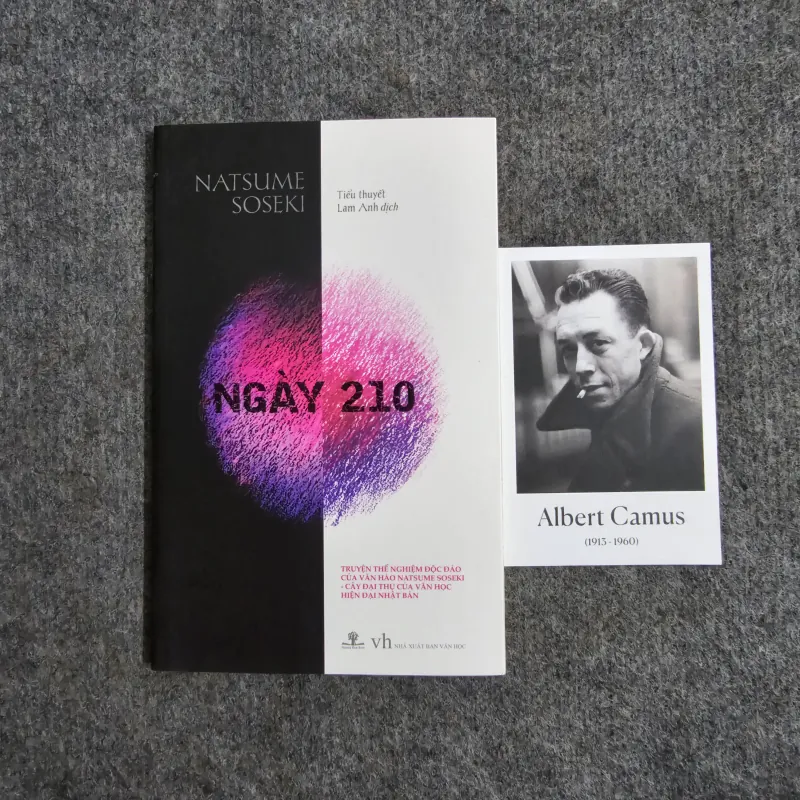 NATSUME
SOSEKI
Tiểu thuyết
Lam Anh dịch
NGÀY 210
TRUYỆN THỂ NGHIỆM ĐỘC ĐÁO
CỦA VĂN HÀO NATSUME SOSEKI
- CÂY ĐẠI THỤ CỦA VĂN HỌC
HIỆN ĐẠI NHẬT BẢN
vh NHÀ XUẤT BẢN VĂN HỌC
Albert Camus
(1913 - 1960)